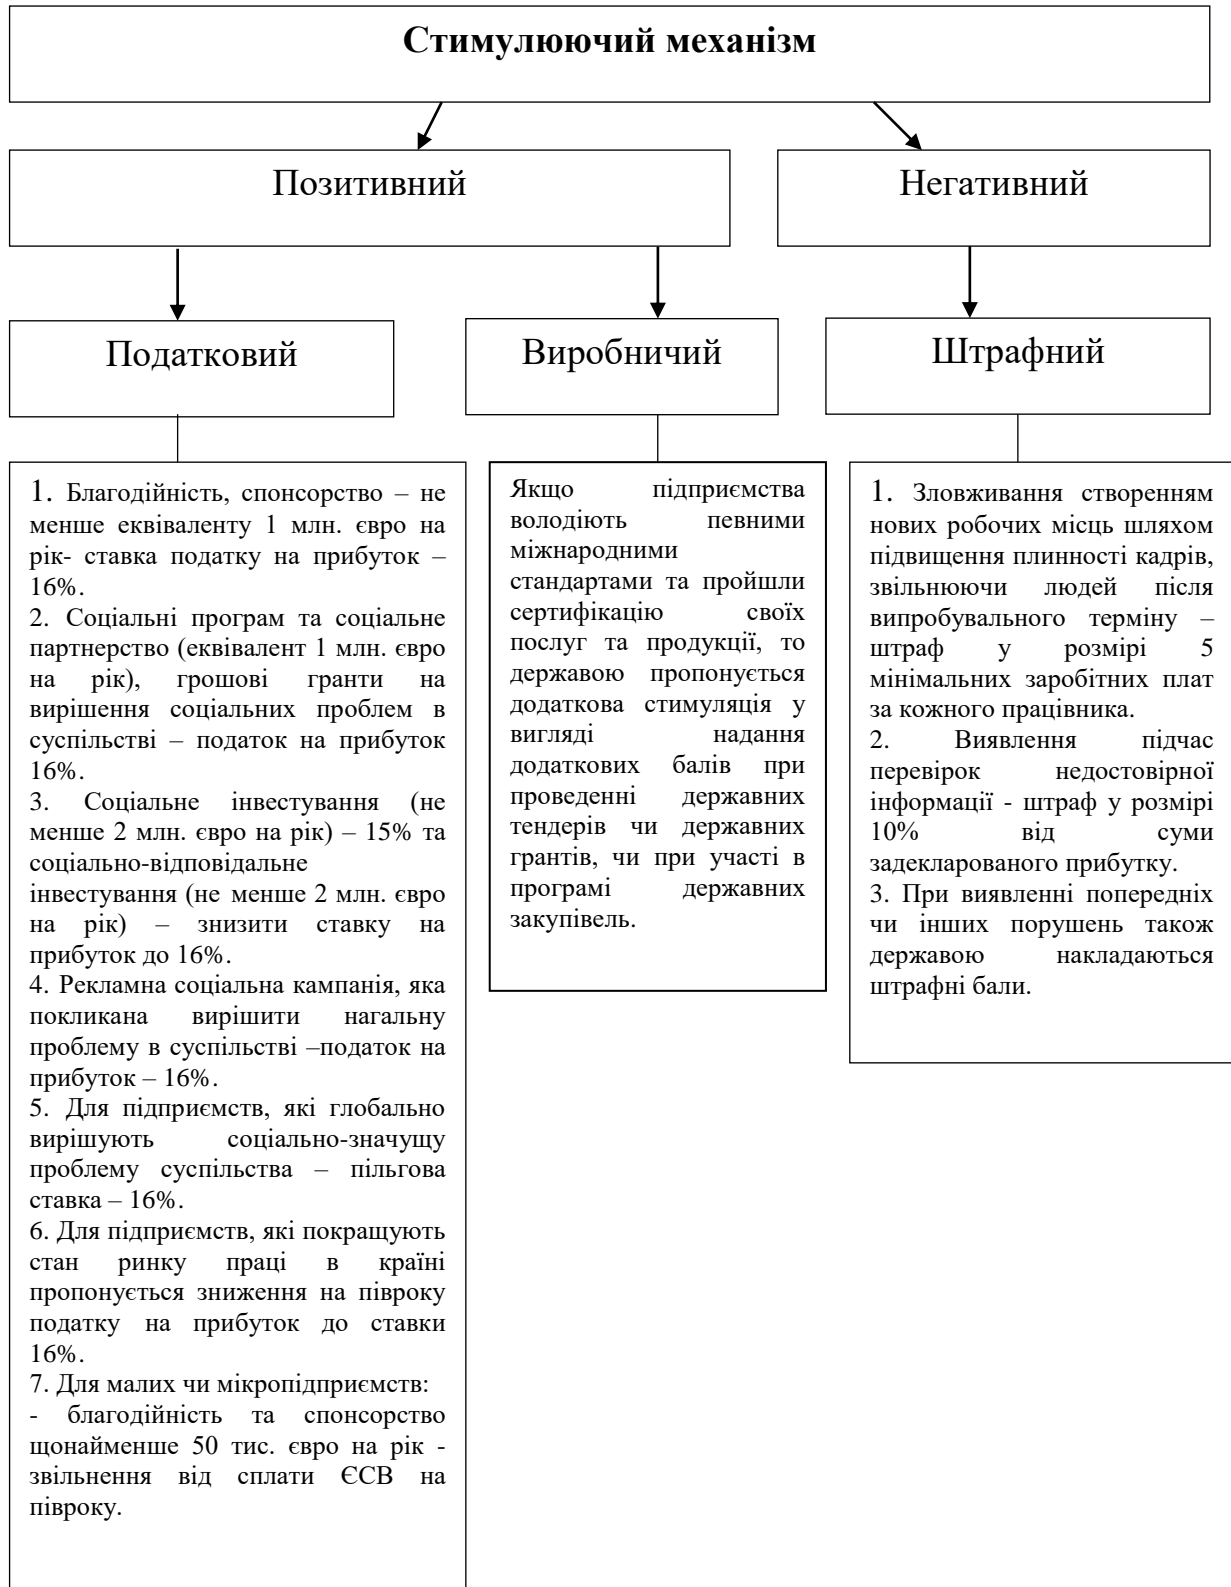 Стимулюючий механізм
Позитивний
Негативний
Податковий
Виробничий
Штрафний
1. Благодійність, спонсорство – не
менше еквіваленту 1 млн. євро на
рік- ставка податку на прибуток –
16%.
2. Соціальні програм та соціальне
партнерство (еквівалент 1 млн. євро
на рік), грошові гранти на
вирішення соціальних проблем в
суспільстві – податок на прибуток
16%.
3. Соціальне інвестування (не
менше 2 млн. євро на рік) – 15% та
соціально-відповідальне
інвестування (не менше 2 млн. євро
на рік) – знизити ставку на
прибуток до 16%.
4. Рекламна соціальна кампанія, яка
покликана вирішити нагальну
проблему в суспільстві –податок на
прибуток – 16%.
5. Для підприємств, які глобально
вирішують соціально-значущу
проблему суспільства – пільгова
ставка – 16%.
6. Для підприємств, які покращують
стан ринку праці в країні
пропонується зниження на півроку
податку на прибуток до ставки
16%.
7. Для малих чи мікропідприємств:
- благодійність та спонсорство
щонайменше 50 тис. євро на рік -
звільнення від сплати ЄСВ на
півроку.
Якщо підприємства
володіють певними
міжнародними
стандартами та пройшли
сертифікацію своїх
послуг та продукції, то
державою пропонується
додаткова стимуляція у
вигляді надання
додаткових балів при
проведенні державних
тендерів чи державних
грантів, чи при участі в
програмі державних
закупівель.
1. Зловживання створенням
нових робочих місць шляхом
підвищення плинності кадрів,
звільнюючи людей після
випробувального терміну –
штраф у розмірі 5
мінімальних заробітних плат
за кожного працівника.
2. Виявлення підчас
перевірок недостовірної
інформації - штраф у розмірі
10% від суми
задекларованого прибутку.
3. При виявленні попередніх
чи інших порушень також
державою накладаються
штрафні бали.